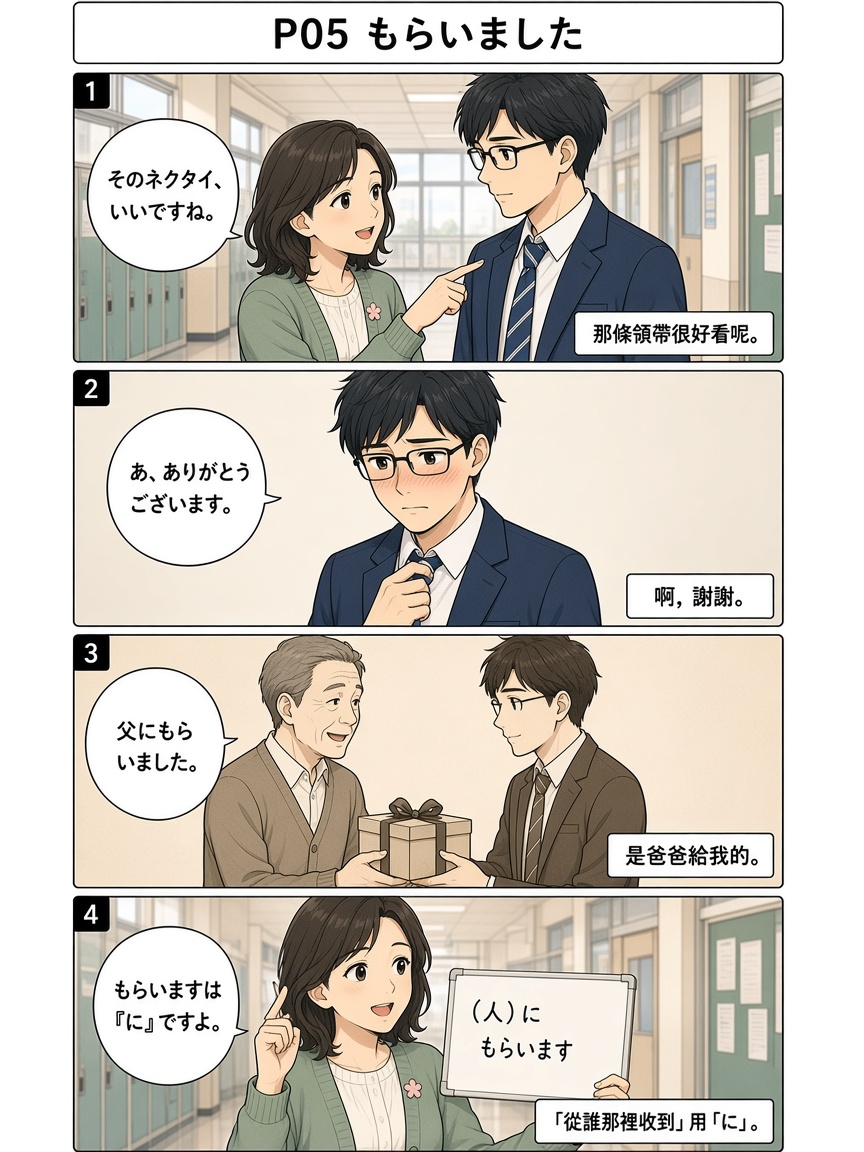 P05 もらいました
1
そのネクタイ、
いいですね。
那條領帶很好看呢。
2
あ、ありがとう
ございます。
啊，謝謝。
3
父にもら
いました。
是爸爸給我的。
4
もらいますは
『に』ですよ。
（人）に
もらいます
「從誰那裡收到」用「に」。